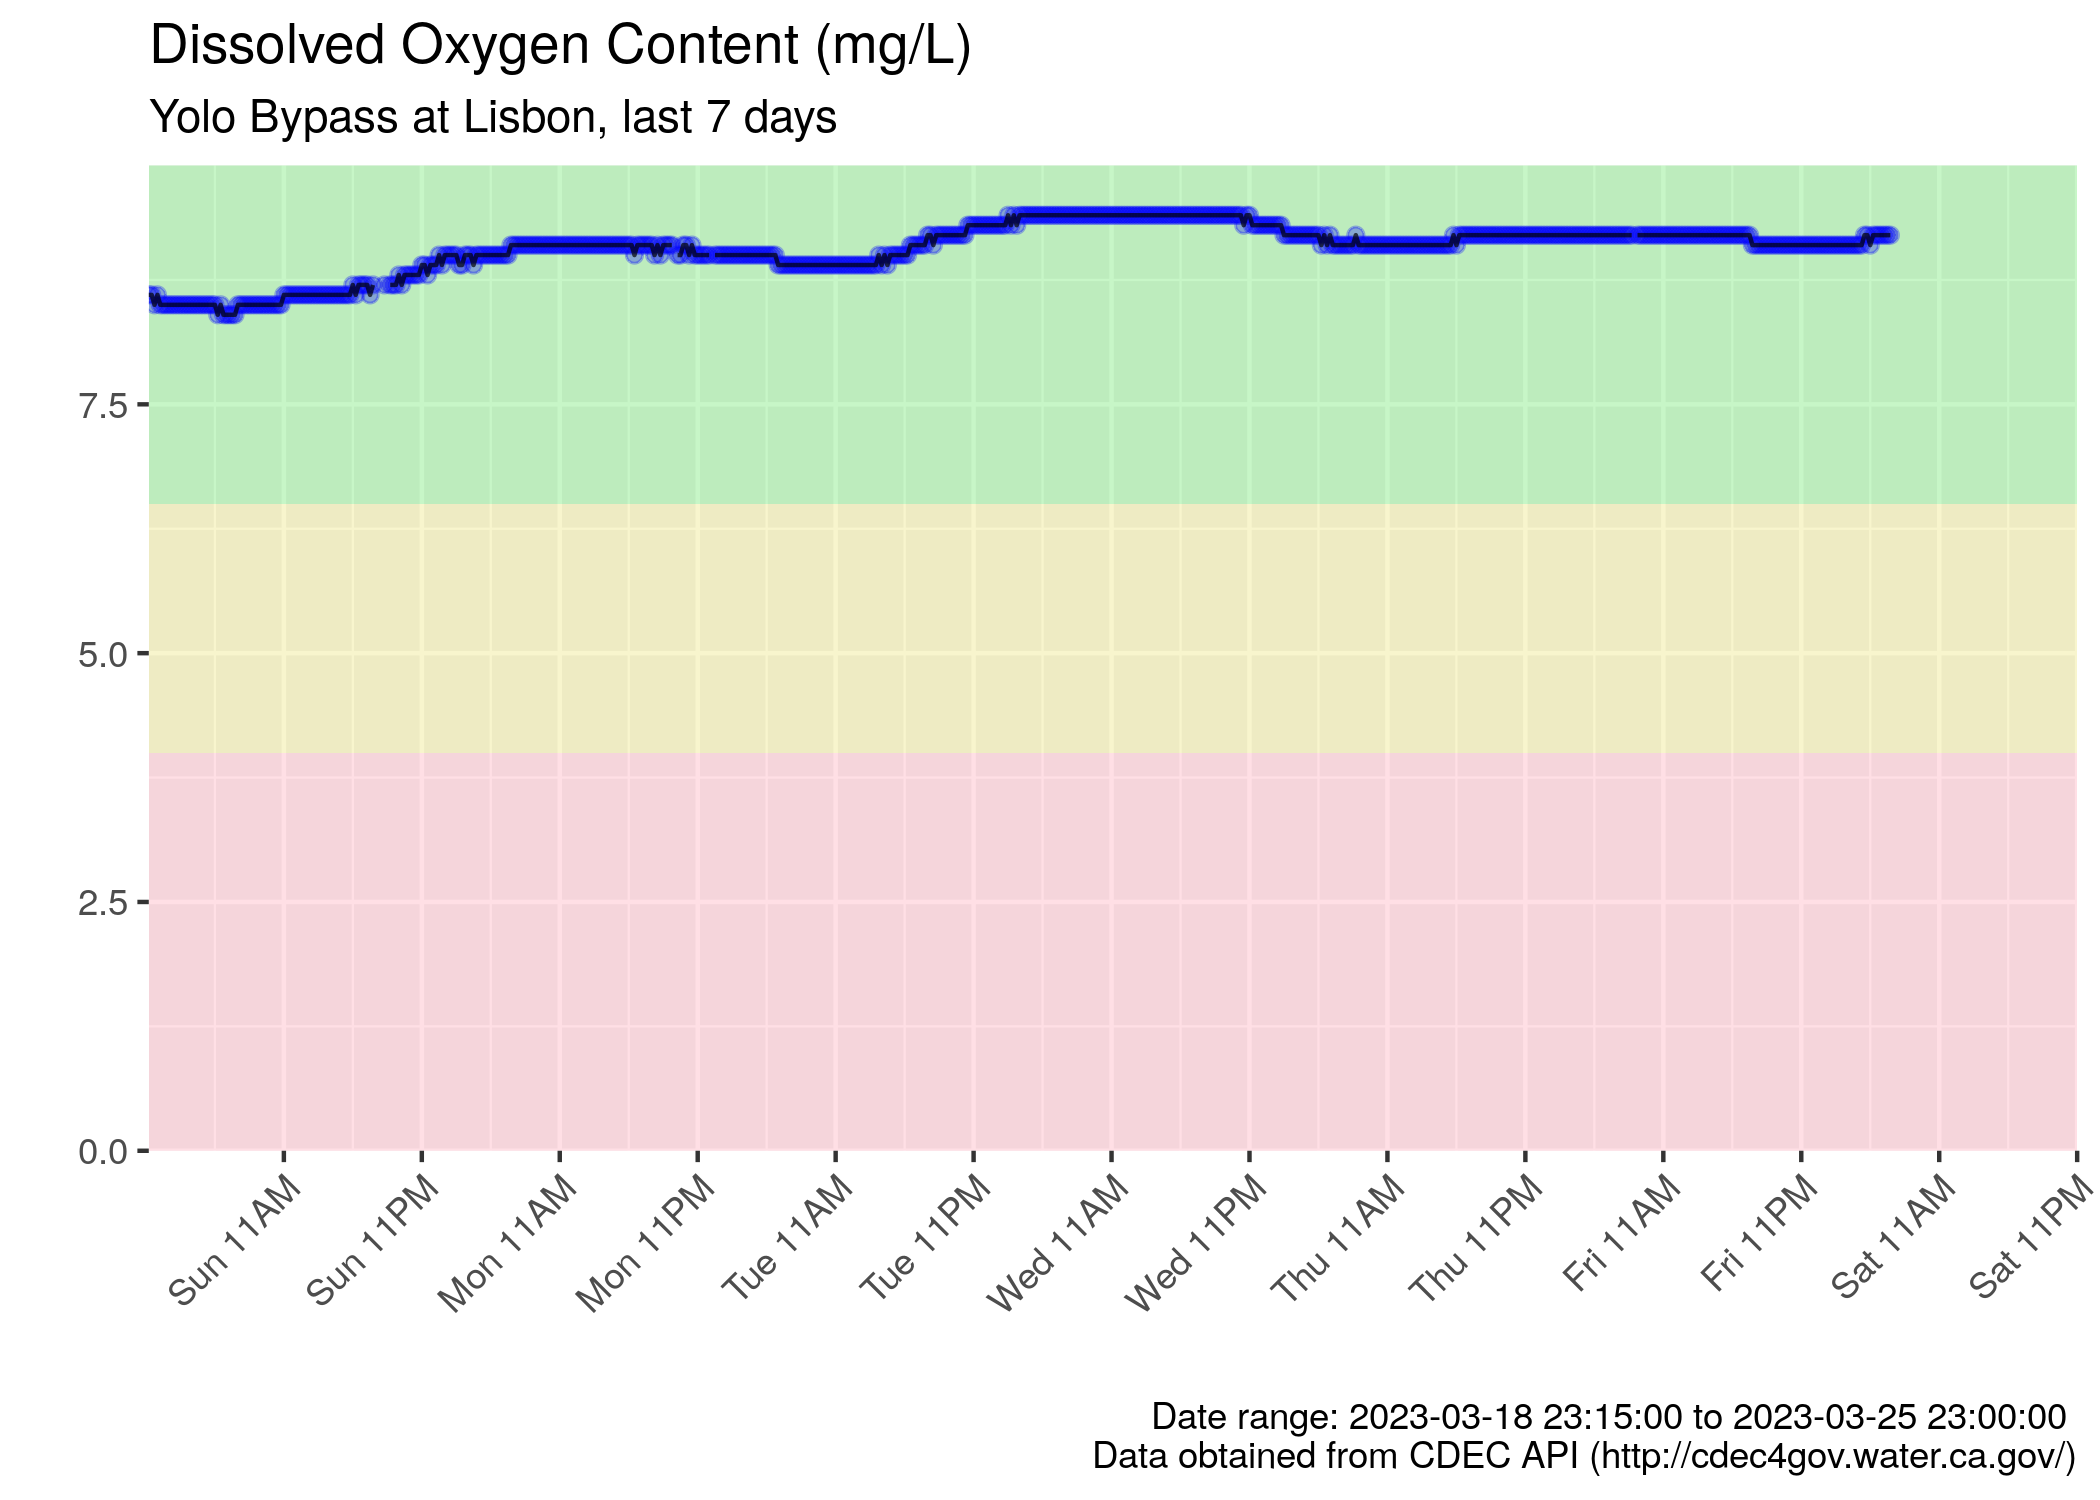 Dissolved Oxygen Content (mg/L)
Yolo Bypass at Lisbon, last 7 days
7.5
5.0
2.5
0.0
Sun 11AM
Sun 11PM
Mon 11AM
Mon 11PM
Tue 11AM
Tue 11PM
Wed 11AM
Wed 11PM
Thu 11AM
Thu 11PM
Fri 11AM
Fri 11PM
Sat 11AM
Sat 11PM
Date range: 2023-03-18 23:15:00 to 2023-03-25 23:00:00
Data obtained from CDEC API (http://cdec4gov.water.ca.gov/)